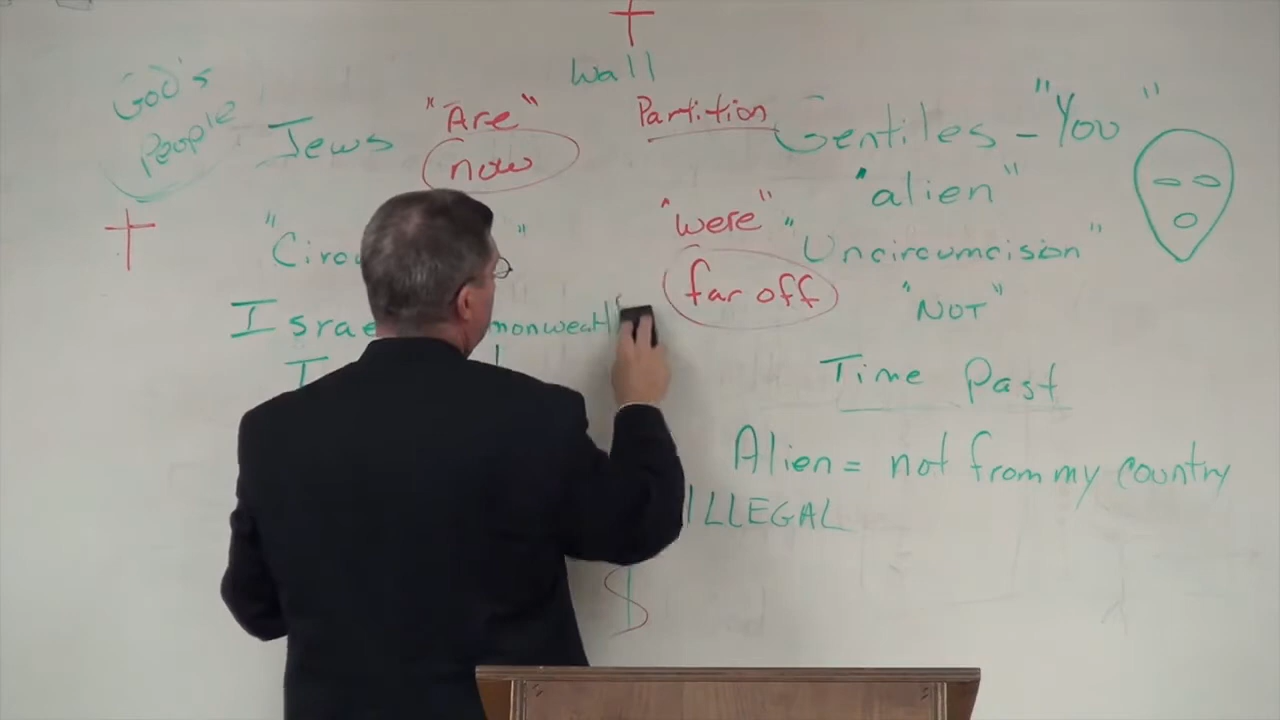 wall
God's
People
Jews
"Are"
now
Partition
Gentiles - "You"
"alien"
"were"
"Uncircumcision"
far off
"NOT"
Time Past
Alien = not from my country
ILLEGAL